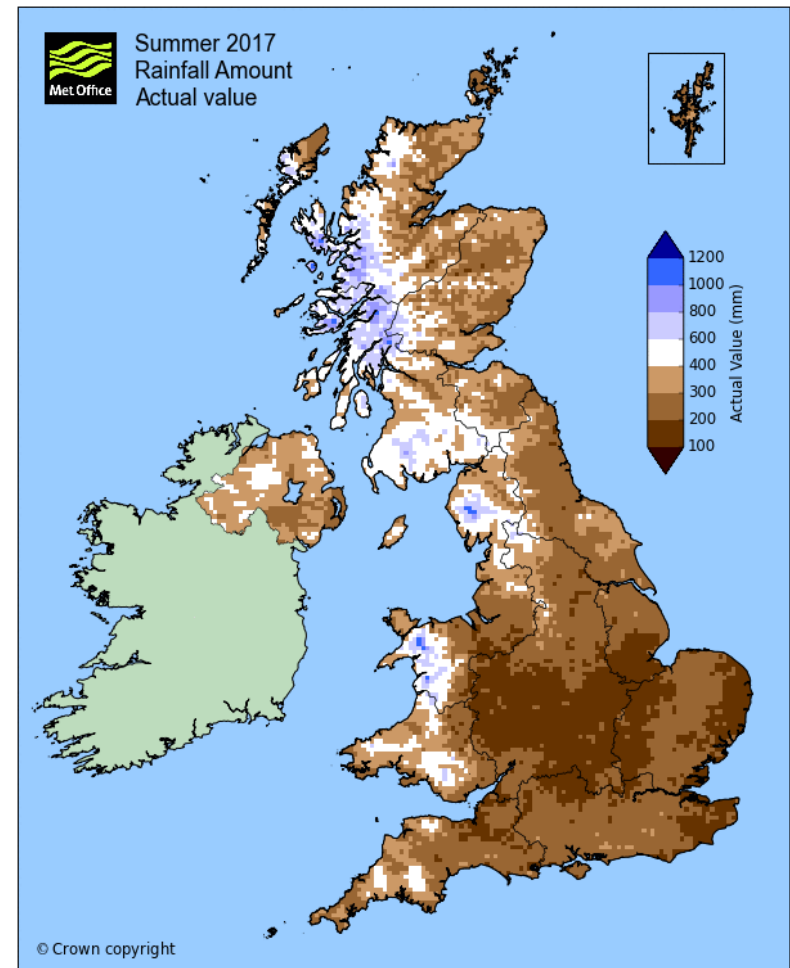 Met Office
Summer 2017
Rainfall Amount
Actual value
1200
1000
800
600
400
300
200
100
Actual Value (mm)
© Crown copyright